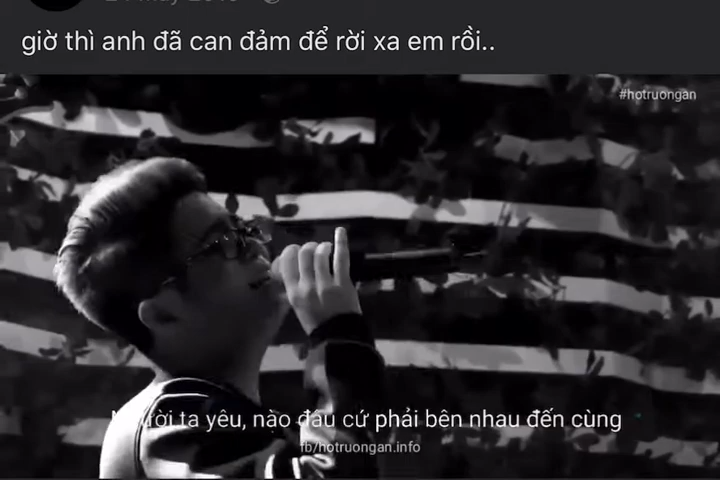 giờ thì anh đã can đảm để rời xa em rồi..
#hotruongan
ta yêu, nào đâu cứ phải bên nhau đến cùng
fb/hotruongan.info